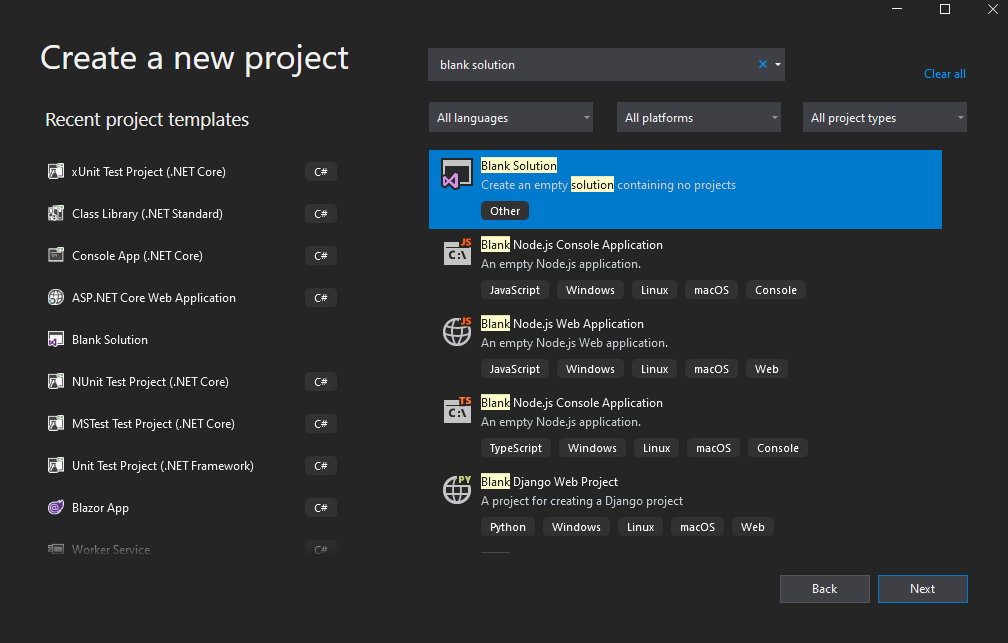 Create a new project
Recent project templates
xUnit Test Project (.NET Core) C#
Class Library (.NET Standard) C#
Console App (.NET Core) C#
ASP.NET Core Web Application C#
Blank Solution
NUnit Test Project (.NET Core) C#
MSTest Test Project (.NET Core) C#
Unit Test Project (.NET Framework) C#
Blazor App C#
Worker Service C#
blank solution
Clear all
All languages All platforms All project types
Blank Solution
Create an empty solution containing no projects
Other
JS
C:\
Blank Node.js Console Application
An empty Node.js application.
JavaScript Windows Linux macOS Console
JS
Blank Node.js Web Application
An empty Node.js Web application.
JavaScript Windows Linux macOS Web
TS
C:\
Blank Node.js Console Application
An empty Node.js application.
TypeScript Windows Linux macOS Console
PY
Blank Django Web Project
A project for creating a Django project
Python Windows Linux macOS Web
Back Next